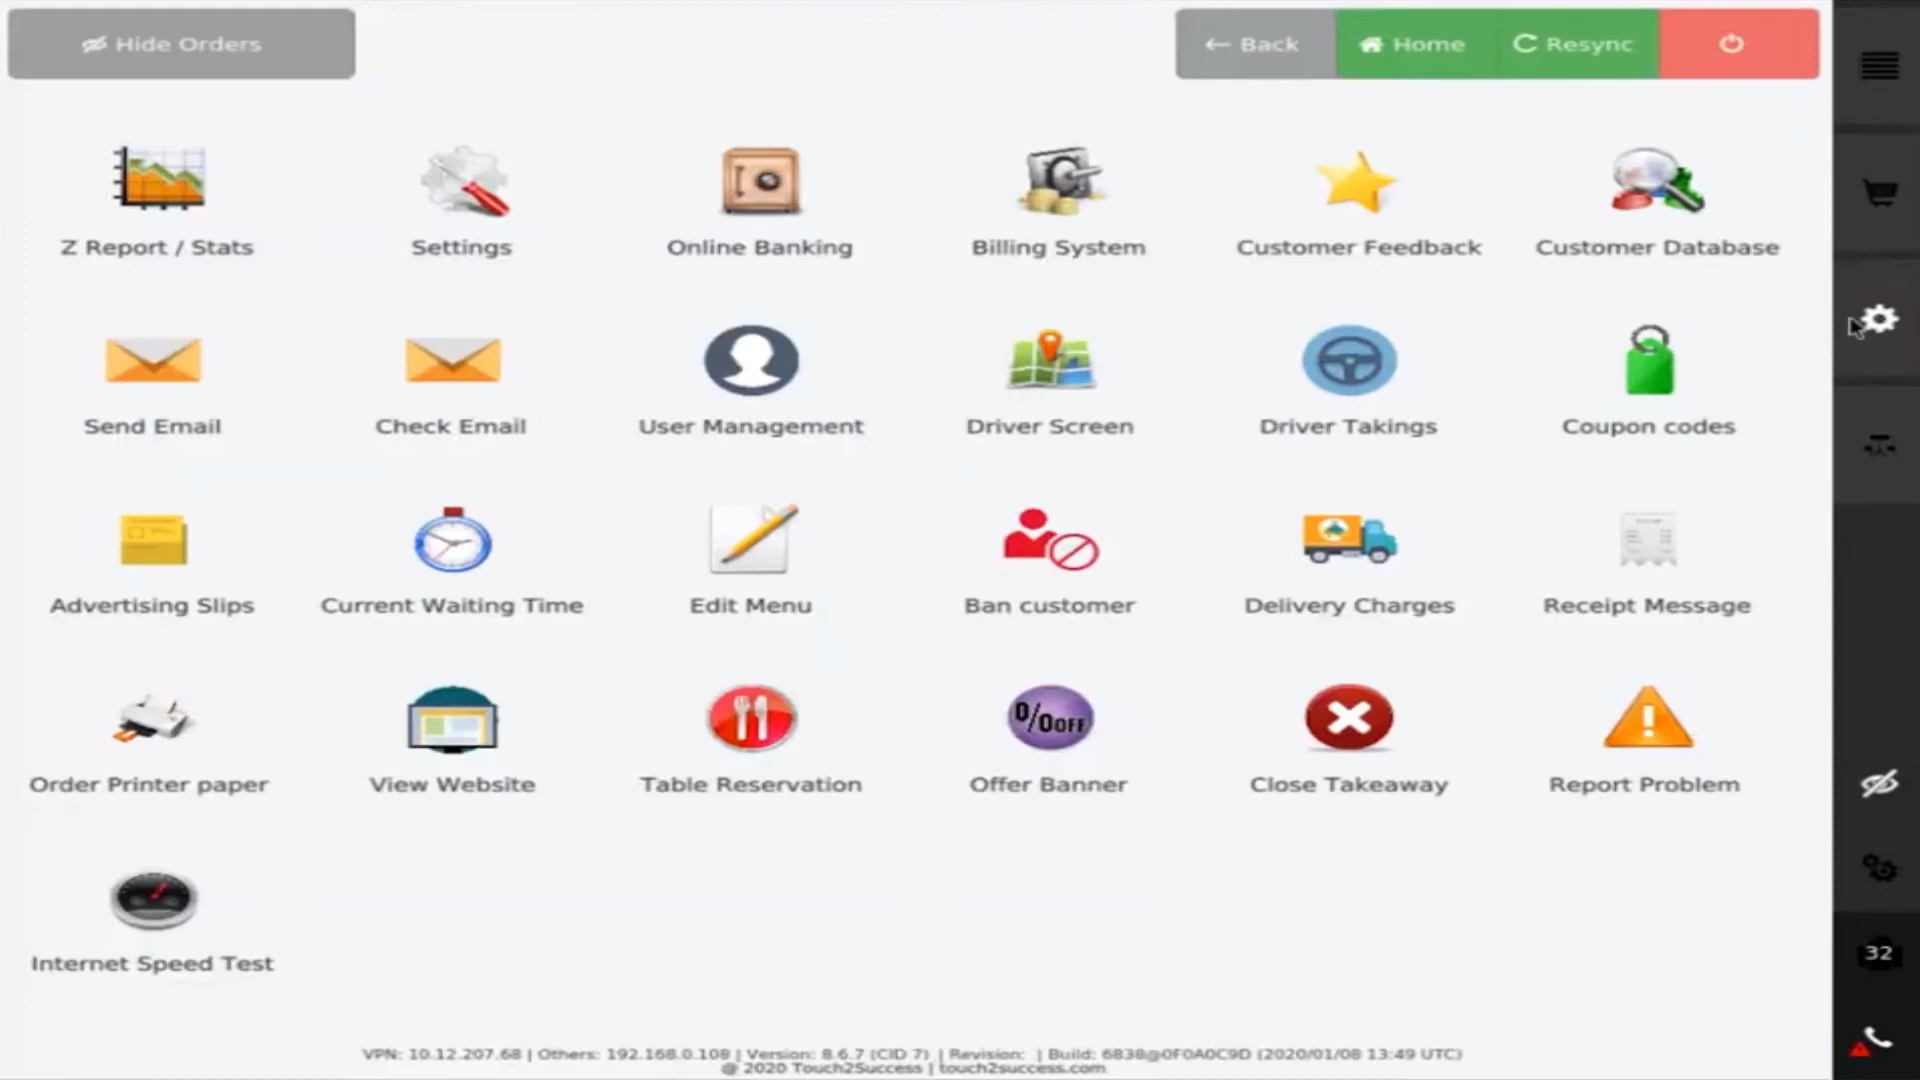 Hide Orders
Back
Home
Resync
Z Report / Stats
Settings
Online Banking
Billing System
Customer Feedback
Customer Database
Send Email
Check Email
User Management
Driver Screen
Driver Takings
Coupon codes
Advertising Slips
Current Waiting Time
Edit Menu
Ban customer
Delivery Charges
Receipt Message
Order Printer paper
View Website
Table Reservation
%OFF
Offer Banner
Close Takeaway
Report Problem
Internet Speed Test
32
VPN: 10.12.207.68 | Others: 192.168.0.108 | Version: 8.6.7 (CID 7) | Revision: | Build: 6838@0F0A0C9D (2020/01/08 13:49 UTC)
@ 2020 Touch2Success | touch2success.com